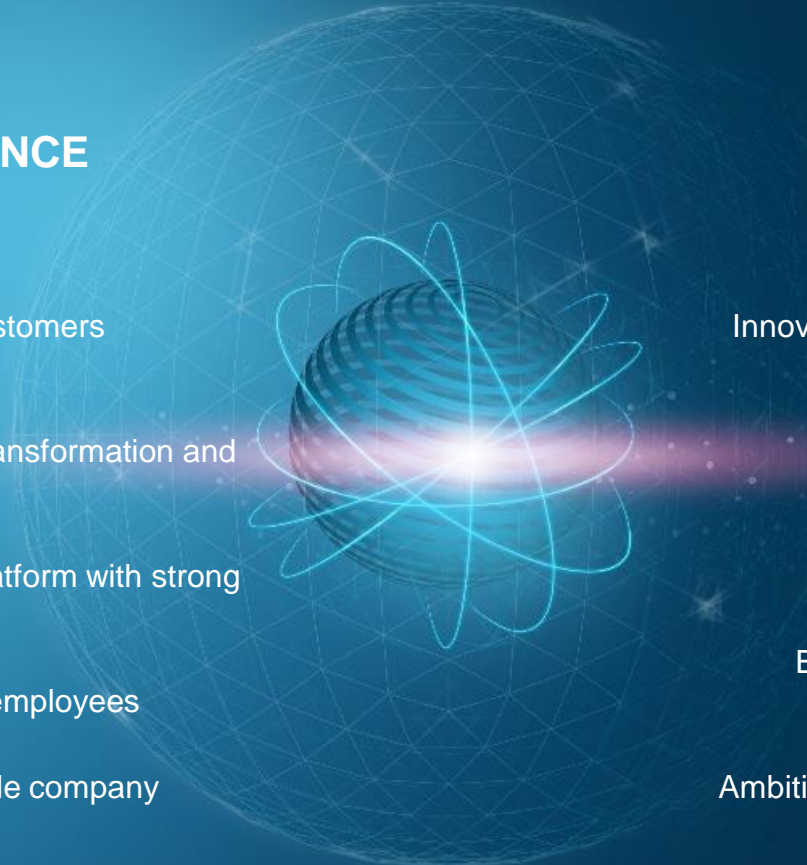 NCE
stomers
Innov
ansformation and
atform with strong
E
employees
le company
Ambiti